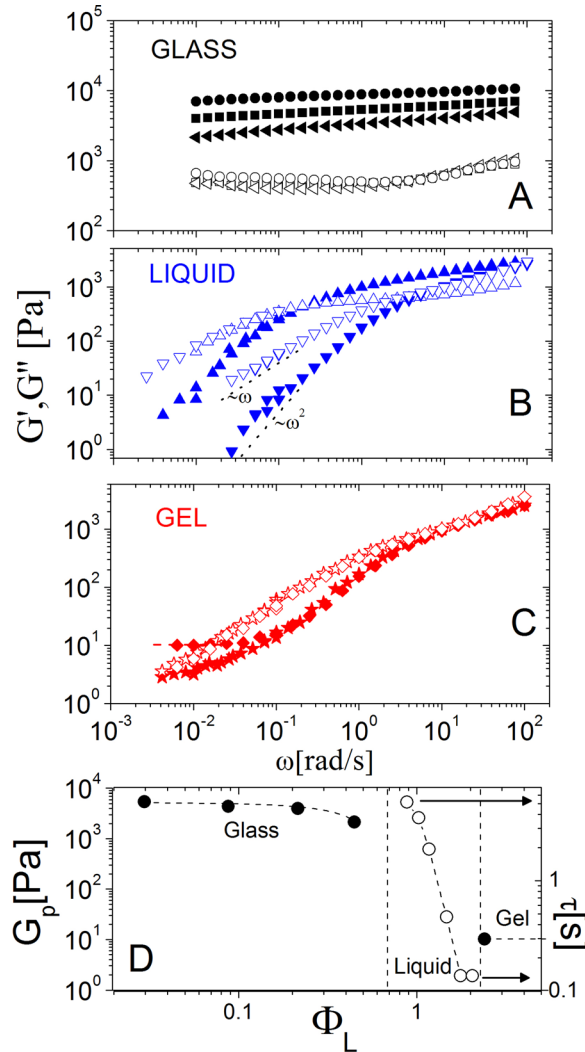 10^5
10^4
10^3
10^2
GLASS
A
10^3
10^2
10^1
10^0
LIQUID
~ω
~ω^2
B
G',G'' [Pa]
10^3
10^2
10^1
10^0
GEL
C
10^-3 10^-2 10^-1 10^0 10^1 10^2
ω[rad/s]
10^4
10^3
10^2
10^1
10^0
G_p[Pa]
Glass
Liquid
Gel
D
1
0.1
τ [s]
0.1 1
Φ_L